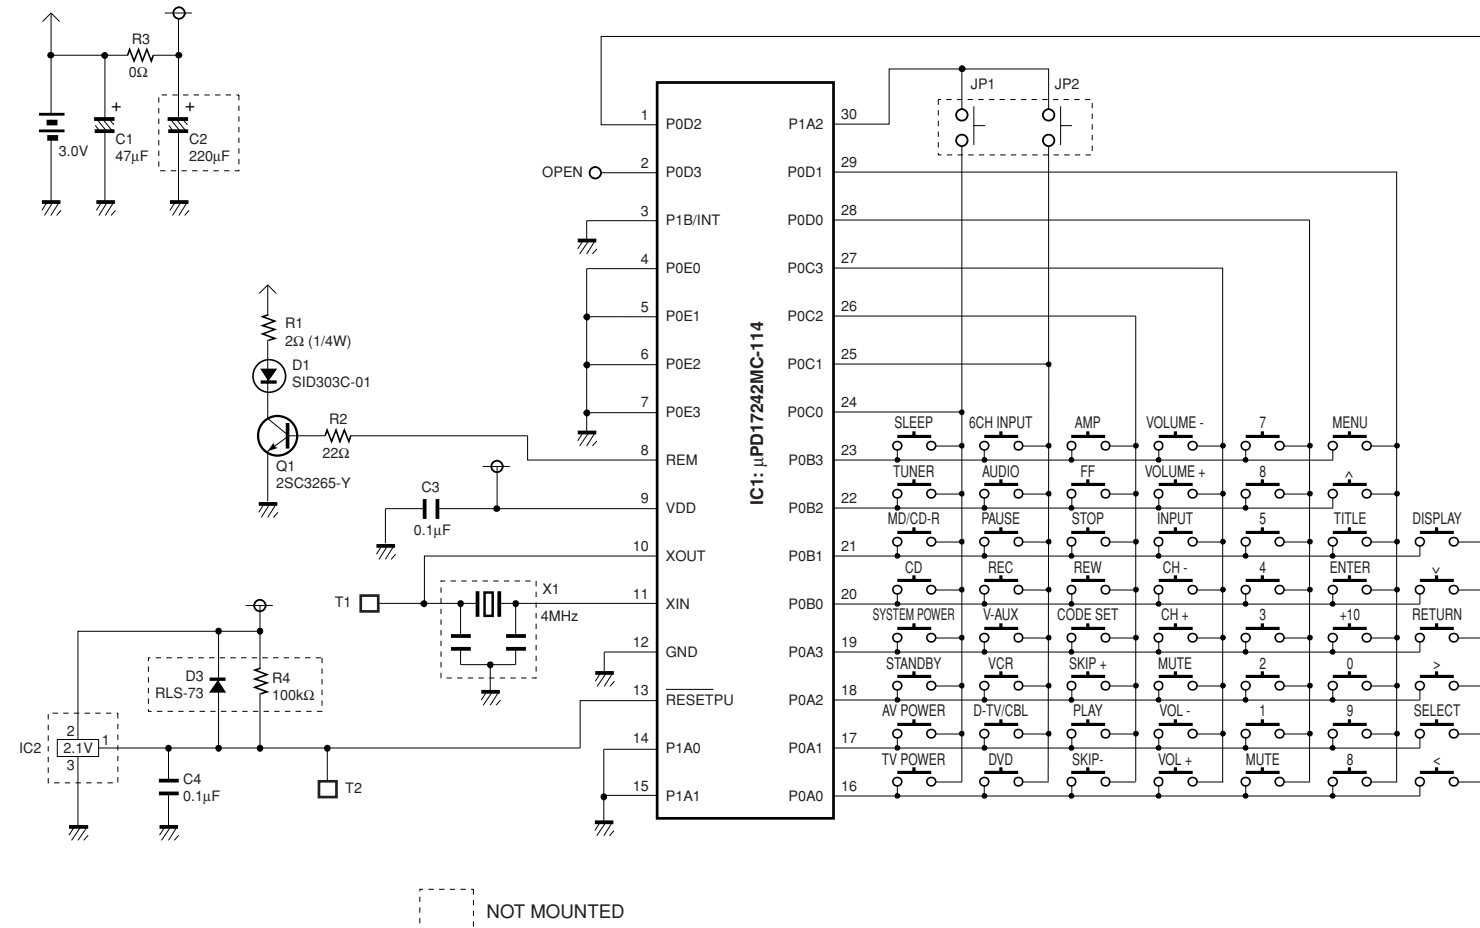 R3
0Ω
+
+
3.0V
C1
47μF
C2
220μF
JP1
JP2
1
P0D2
P1A2
30
OPEN
2
P0D3
P0D1
29
3
P1B/INT
P0D0
28
4
P0E0
P0C3
27
5
P0E1
P0C2
26
6
P0E2
P0C1
25
7
P0E3
P0C0
24
8
REM
P0B3
23
9
VDD
P0B2
22
10
XOUT
P0B1
21
11
XIN
P0B0
20
12
GND
P0A3
19
13
RESETPU
P0A2
18
14
P1A0
P0A1
17
15
P1A1
P0A0
16
IC1: μPD17242MC-114
R1
2Ω (1/4W)
D1
SID303C-01
R2
22Ω
Q1
2SC3265-Y
C3
0.1μF
T1
X1
4MHz
D3
RLS-73
R4
100kΩ
IC2
2
2.1V
1
3
C4
0.1μF
T2
SLEEP 6CH INPUT AMP VOLUME - 7 MENU
TUNER AUDIO FF VOLUME + 8 ^
MD/CD-R PAUSE STOP INPUT 5 TITLE DISPLAY
CD REC REW CH - 4 ENTER v
SYSTEM POWER V-AUX CODE SET CH + 3 +10 RETURN
STANDBY VCR SKIP + MUTE 2 0 >
AV POWER D-TV/CBL PLAY VOL - 1 9 SELECT
TV POWER DVD SKIP- VOL + MUTE 8 <
NOT MOUNTED